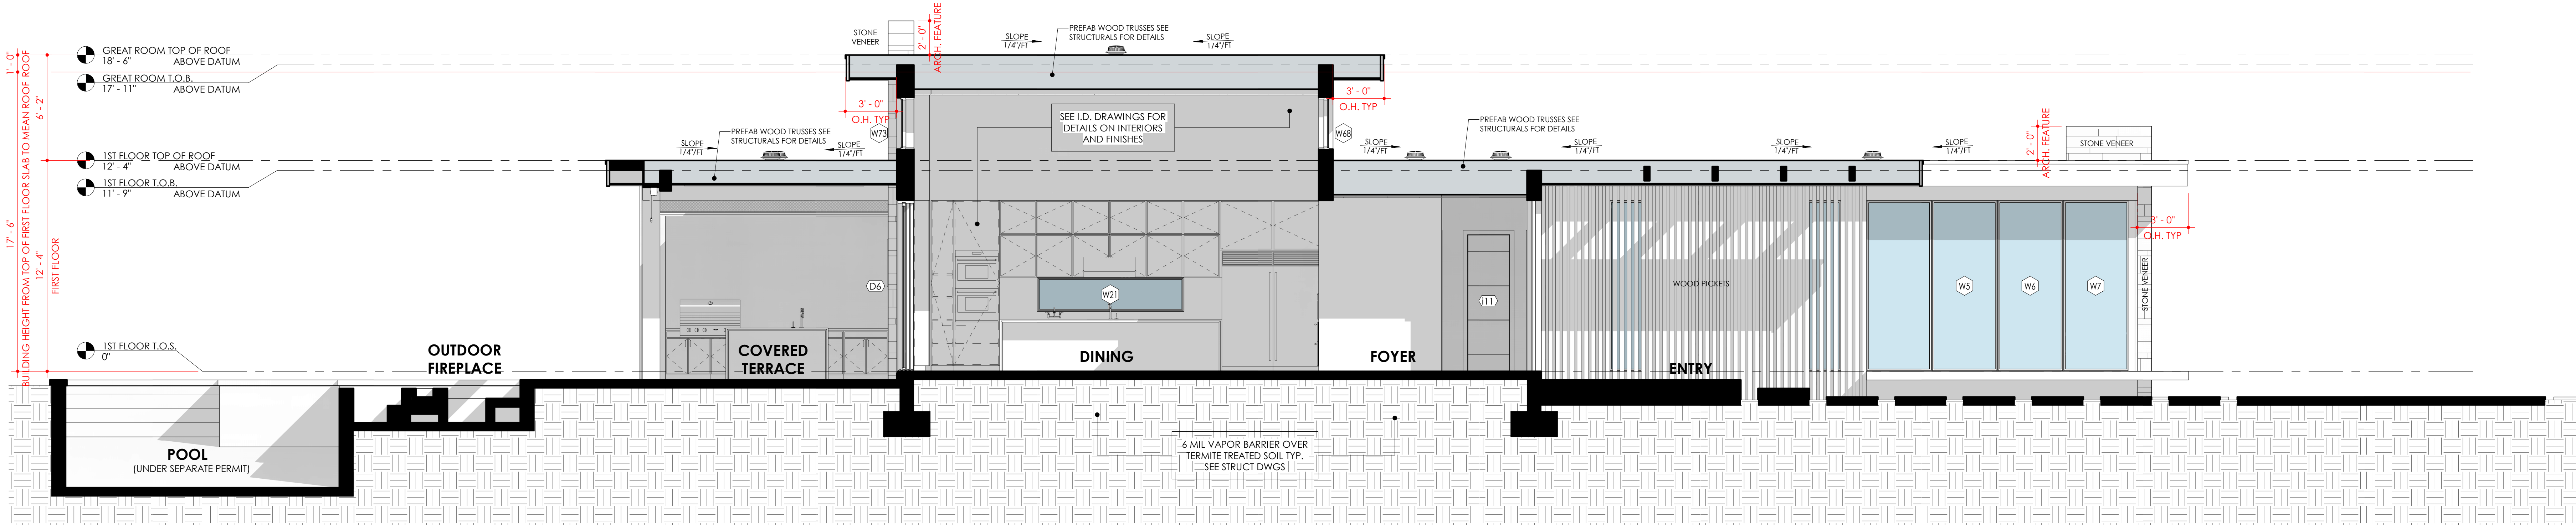 GREAT ROOM TOP OF ROOF
18' - 6" ABOVE DATUM
GREAT ROOM T.O.B.
17' - 11" ABOVE DATUM
1ST FLOOR TOP OF ROOF
12' - 4" ABOVE DATUM
1ST FLOOR T.O.B.
11' - 9" ABOVE DATUM
1ST FLOOR T.O.S.
0"
1' - 0"
17' - 6"
BUILDING HEIGHT FROM TOP OF FIRST FLOOR SLAB TO MEAN ROOF ROOF
6' - 2"
12' - 4"
FIRST FLOOR
POOL
(UNDER SEPARATE PERMIT)
OUTDOOR
FIREPLACE
COVERED
TERRACE
SLOPE
1/4"/FT
PREFAB WOOD TRUSSES SEE
STRUCTURALS FOR DETAILS
SLOPE
1/4"/FT
STONE
VENEER
2' - 0"
ARCH. FEATURE
3' - 0"
O.H. TYP
W73
D6
SLOPE
1/4"/FT
PREFAB WOOD TRUSSES SEE
STRUCTURALS FOR DETAILS
SLOPE
1/4"/FT
SEE I.D. DRAWINGS FOR
DETAILS ON INTERIORS
AND FINISHES
W21
DINING
3' - 0"
O.H. TYP
W68
SLOPE
1/4"/FT
PREFAB WOOD TRUSSES SEE
STRUCTURALS FOR DETAILS
SLOPE
1/4"/FT
FOYER
i11
6 MIL VAPOR BARRIER OVER
TERMITE TREATED SOIL TYP.
SEE STRUCT DWGS
WOOD PICKETS
ENTRY
SLOPE
1/4"/FT
SLOPE
1/4"/FT
2' - 0"
ARCH. FEATURE
STONE VENEER
W5
W6
W7
3' - 0"
O.H. TYP
STONE VENEER